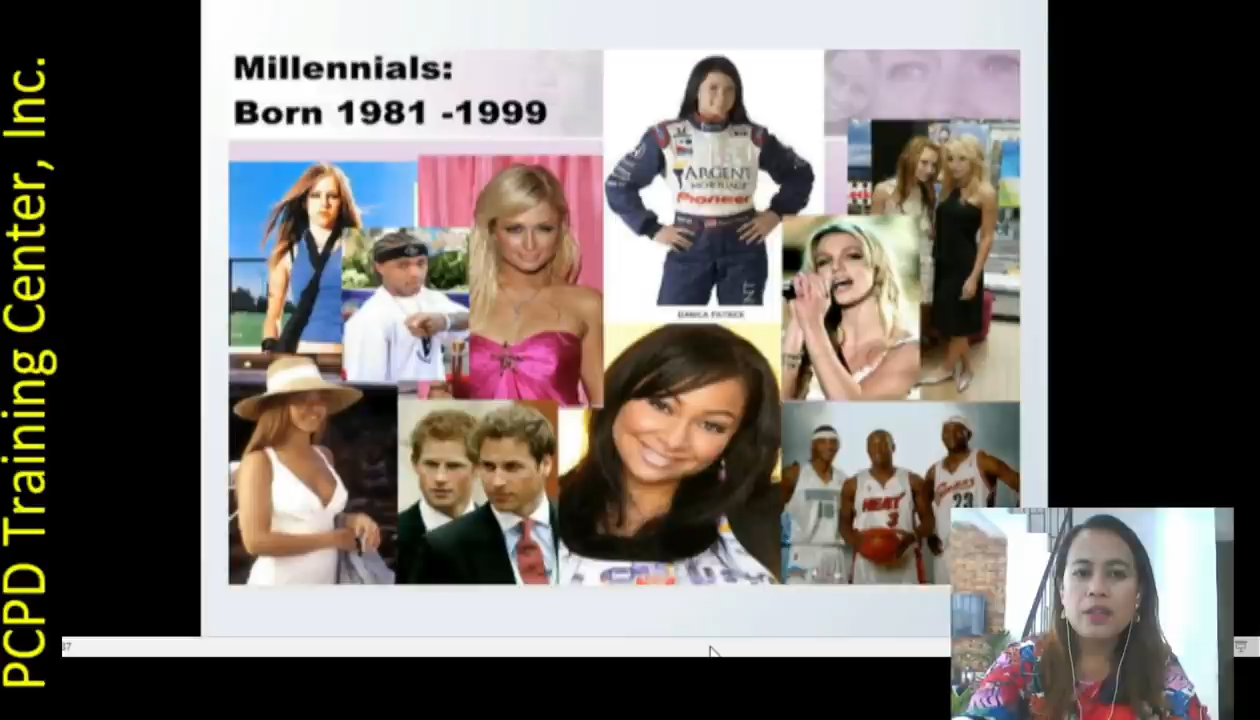 PCPD Training Center, Inc.
Millennials:
Born 1981 -1999
ARGENT
MORTGAGE
Pioneer
DANICA PATRICK
HEAT
3
23